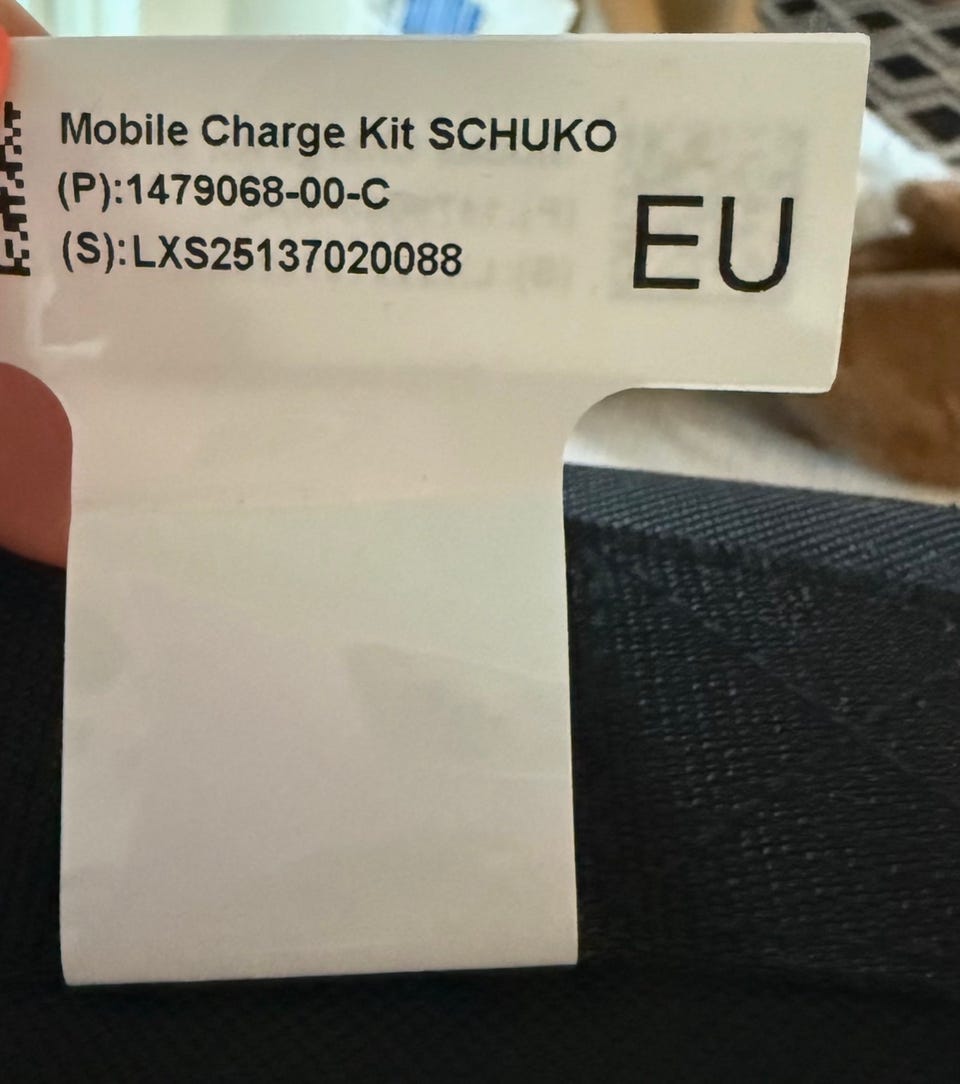 Mobile Charge Kit SCHUKO
(P):1479068-00-C
(S):LXS25137020088
EU